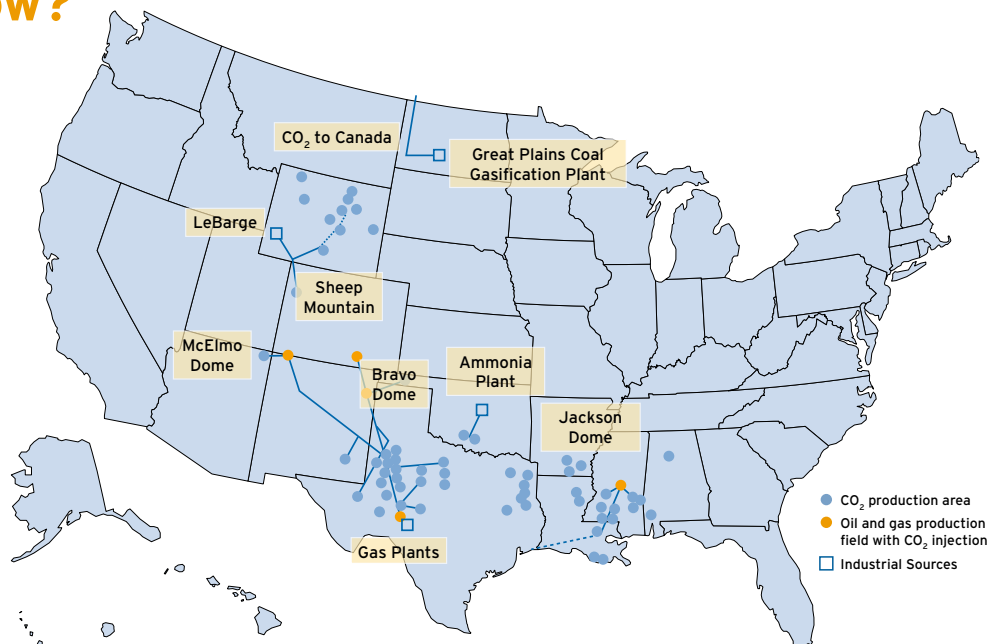 ow?
CO₂ to Canada
Great Plains Coal
Gasification Plant
LeBarge
Sheep
Mountain
McElmo
Dome
Bravo
Dome
Ammonia
Plant
Jackson
Dome
Gas Plants
CO₂ production area
Oil and gas production
field with CO₂ injection
Industrial Sources